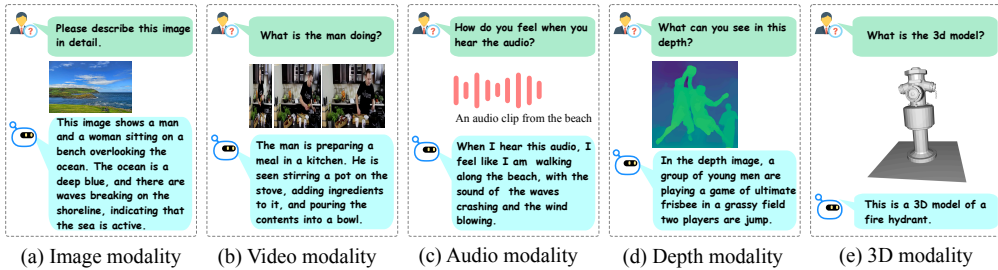 Please describe this image
in detail.
This image shows a man
and a woman sitting on a
bench overlooking the
ocean. The ocean is a
deep blue, and there are
waves breaking on the
shoreline, indicating that
the sea is active.
(a) Image modality
What is the man doing?
The man is preparing a
meal in a kitchen. He is
seen stirring a pot on the
stove, adding ingredients
to it, and pouring the
contents into a bowl.
(b) Video modality
How do you feel when you
hear the audio?
An audio clip from the beach
When I hear this audio, I
feel like I am walking
along the beach, with the
sound of the waves
crashing and the wind
blowing.
(c) Audio modality
What can you see in this
depth?
In the depth image, a
group of young men are
playing a game of ultimate
frisbee in a grassy field
two players are jump.
(d) Depth modality
What is the 3d model?
This is a 3D model of a
fire hydrant.
(e) 3D modality